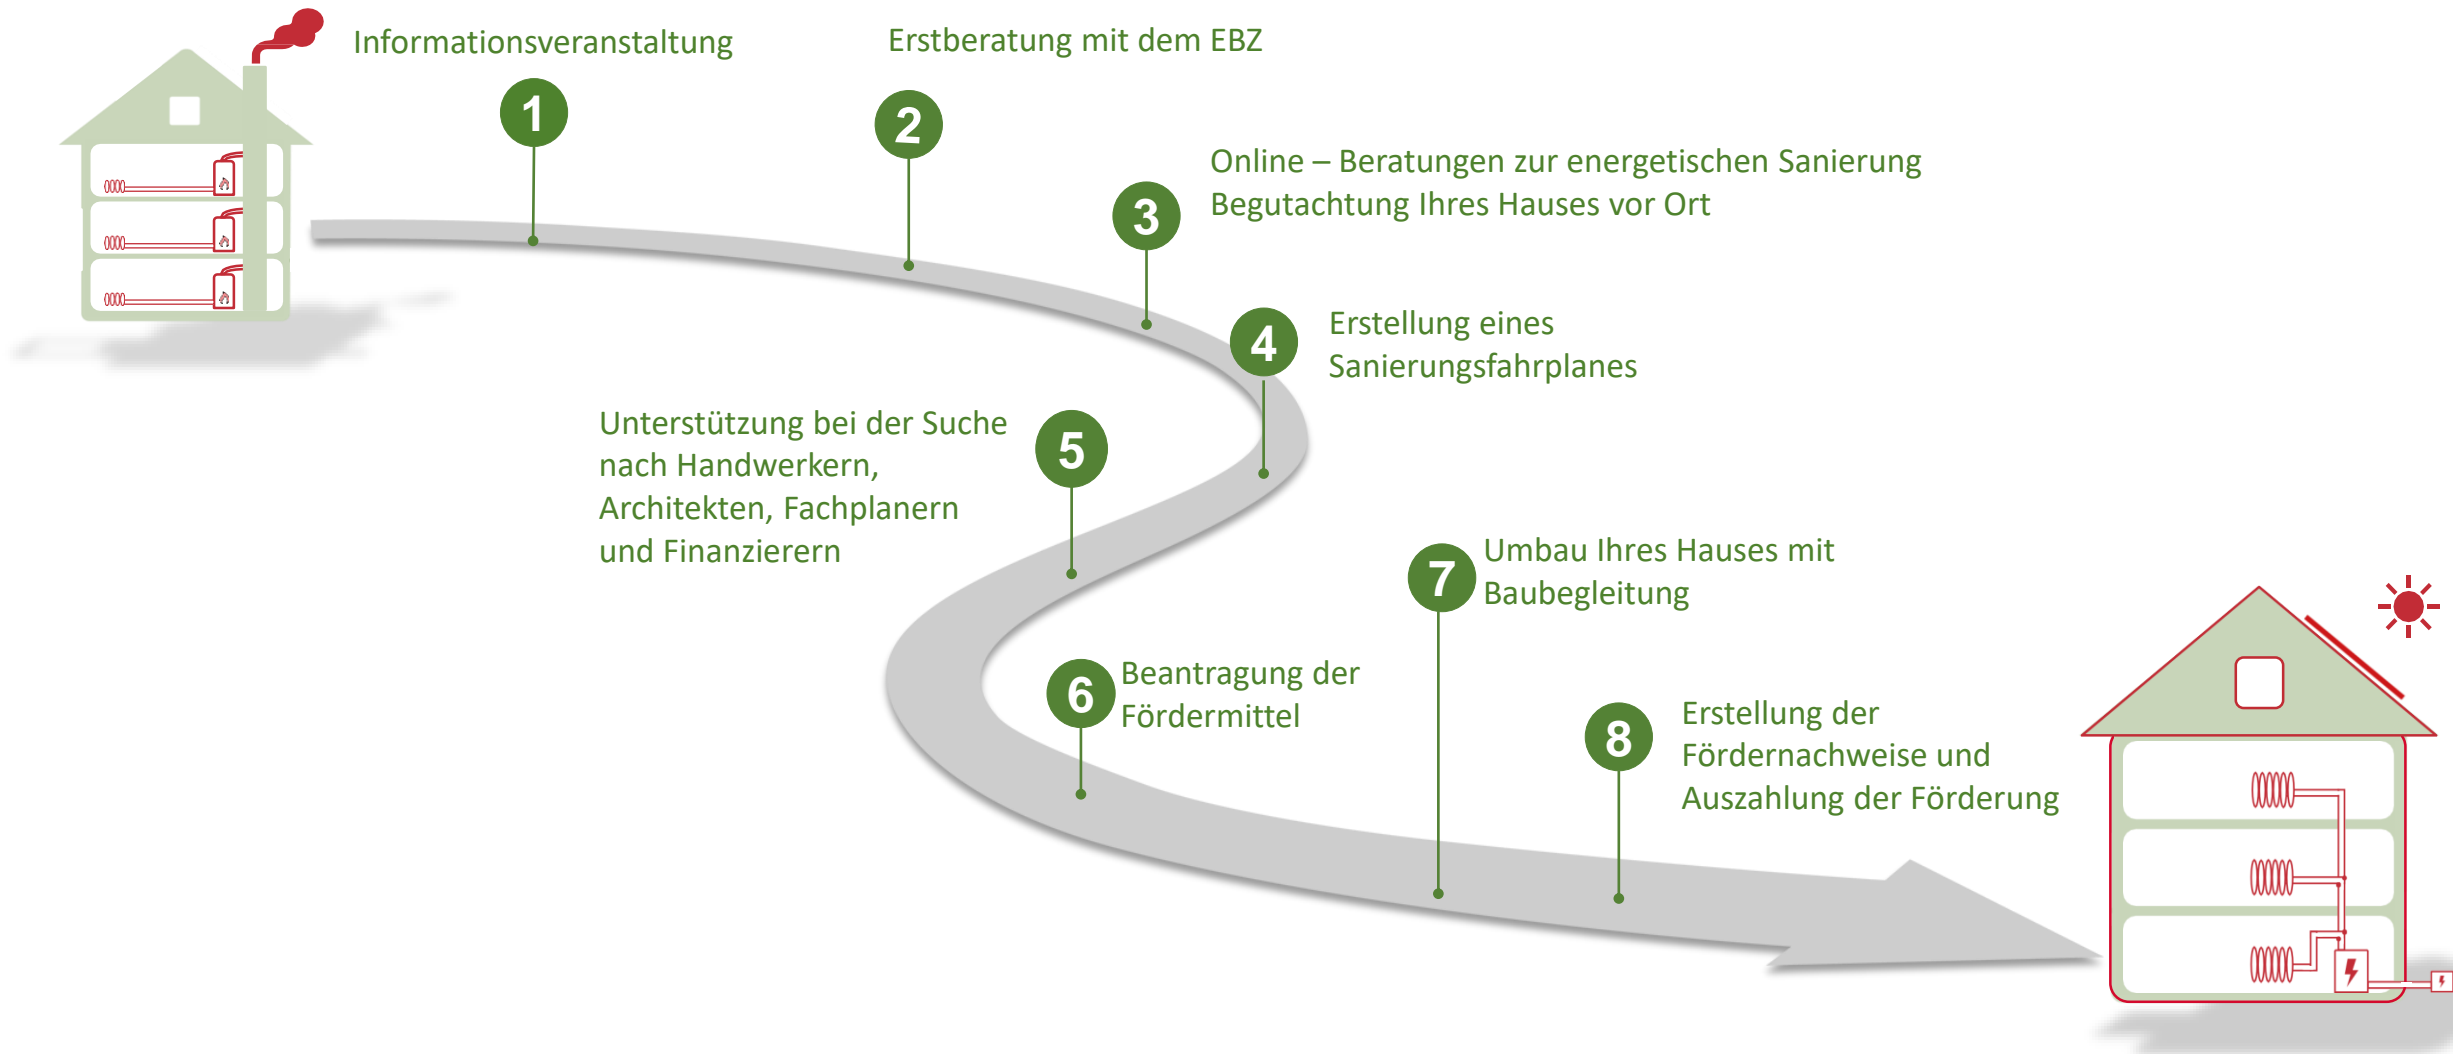 Informationsveranstaltung
1
Erstberatung mit dem EBZ
2
Online – Beratungen zur energetischen Sanierung
Begutachtung Ihres Hauses vor Ort
3
4
Erstellung eines
Sanierungsfahrplanes
Unterstützung bei der Suche
nach Handwerkern,
Architekten, Fachplanern
und Finanzierern
5
6
Beantragung der
Fördermittel
7
Umbau Ihres Hauses mit
Baubegleitung
8
Erstellung der
Fördernachweise und
Auszahlung der Förderung